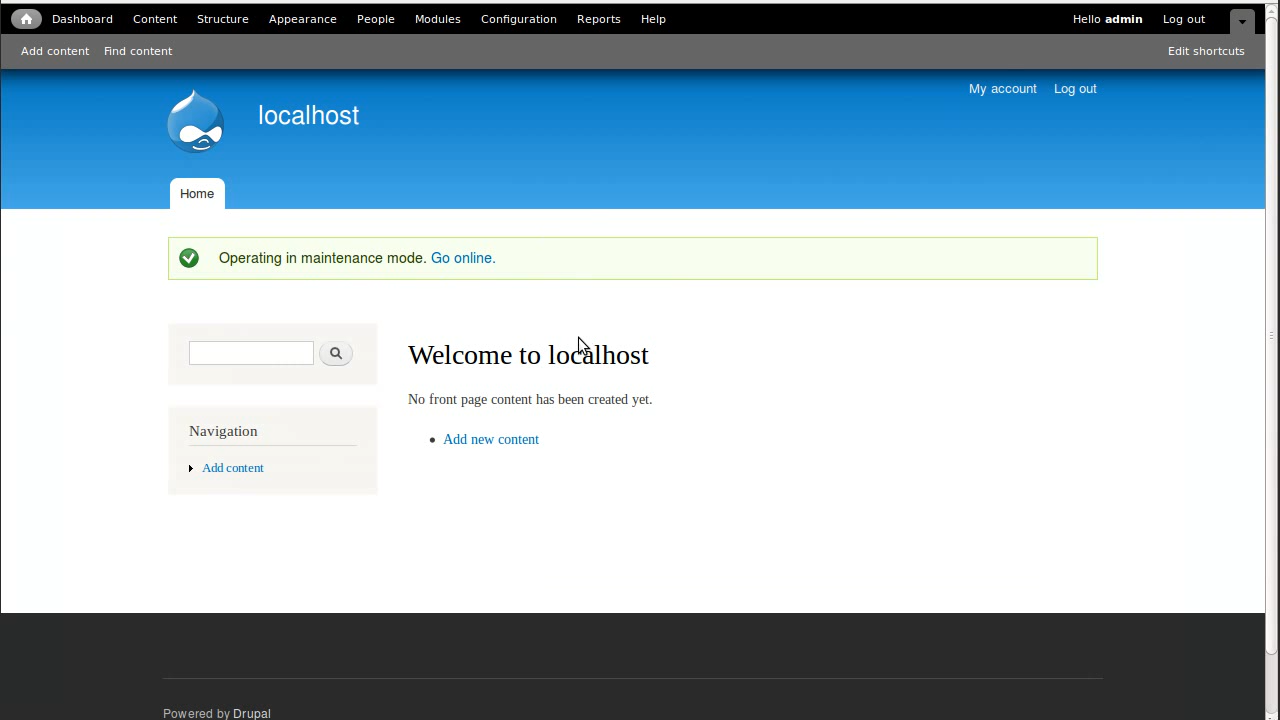 Dashboard Content Structure Appearance People Modules Configuration Reports Help Hello admin Log out
Add content Find content Edit shortcuts
My account Log out
localhost
Home
Operating in maintenance mode. Go online.
Welcome to localhost
No front page content has been created yet.
Add new content
Navigation
Add content
Powered by Drupal